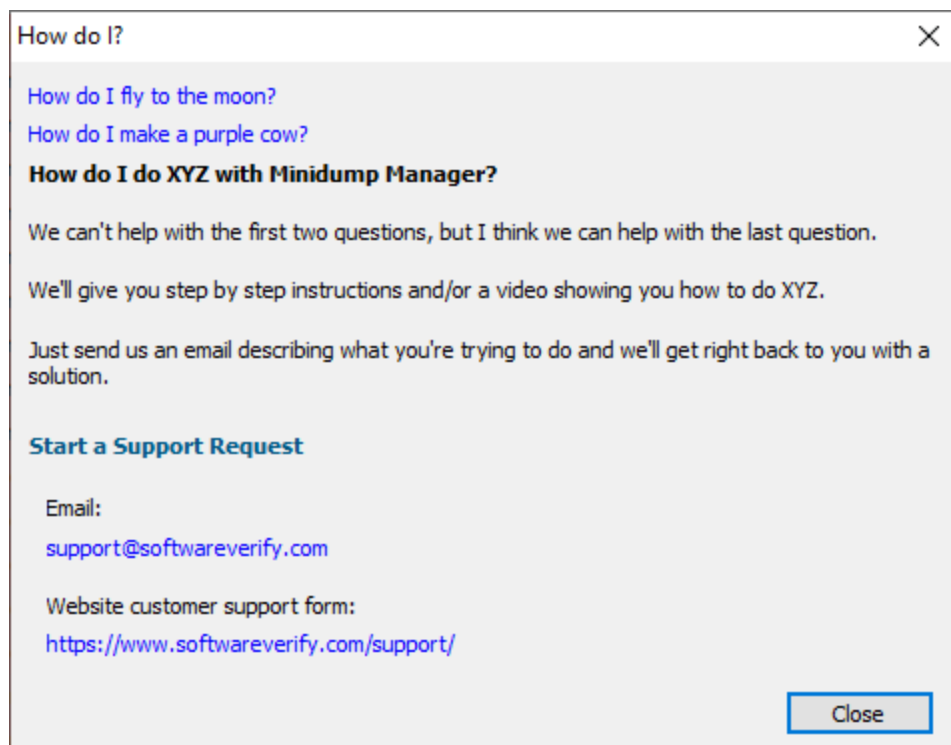 How do I?
How do I fly to the moon?
How do I make a purple cow?
How do I do XYZ with Minidump Manager?
We can't help with the first two questions, but I think we can help with the last question.
We'll give you step by step instructions and/or a video showing you how to do XYZ.
Just send us an email describing what you're trying to do and we'll get right back to you with a
solution.
Start a Support Request
Email:
support@softwareverify.com
Website customer support form:
https://www.softwareverify.com/support/
Close